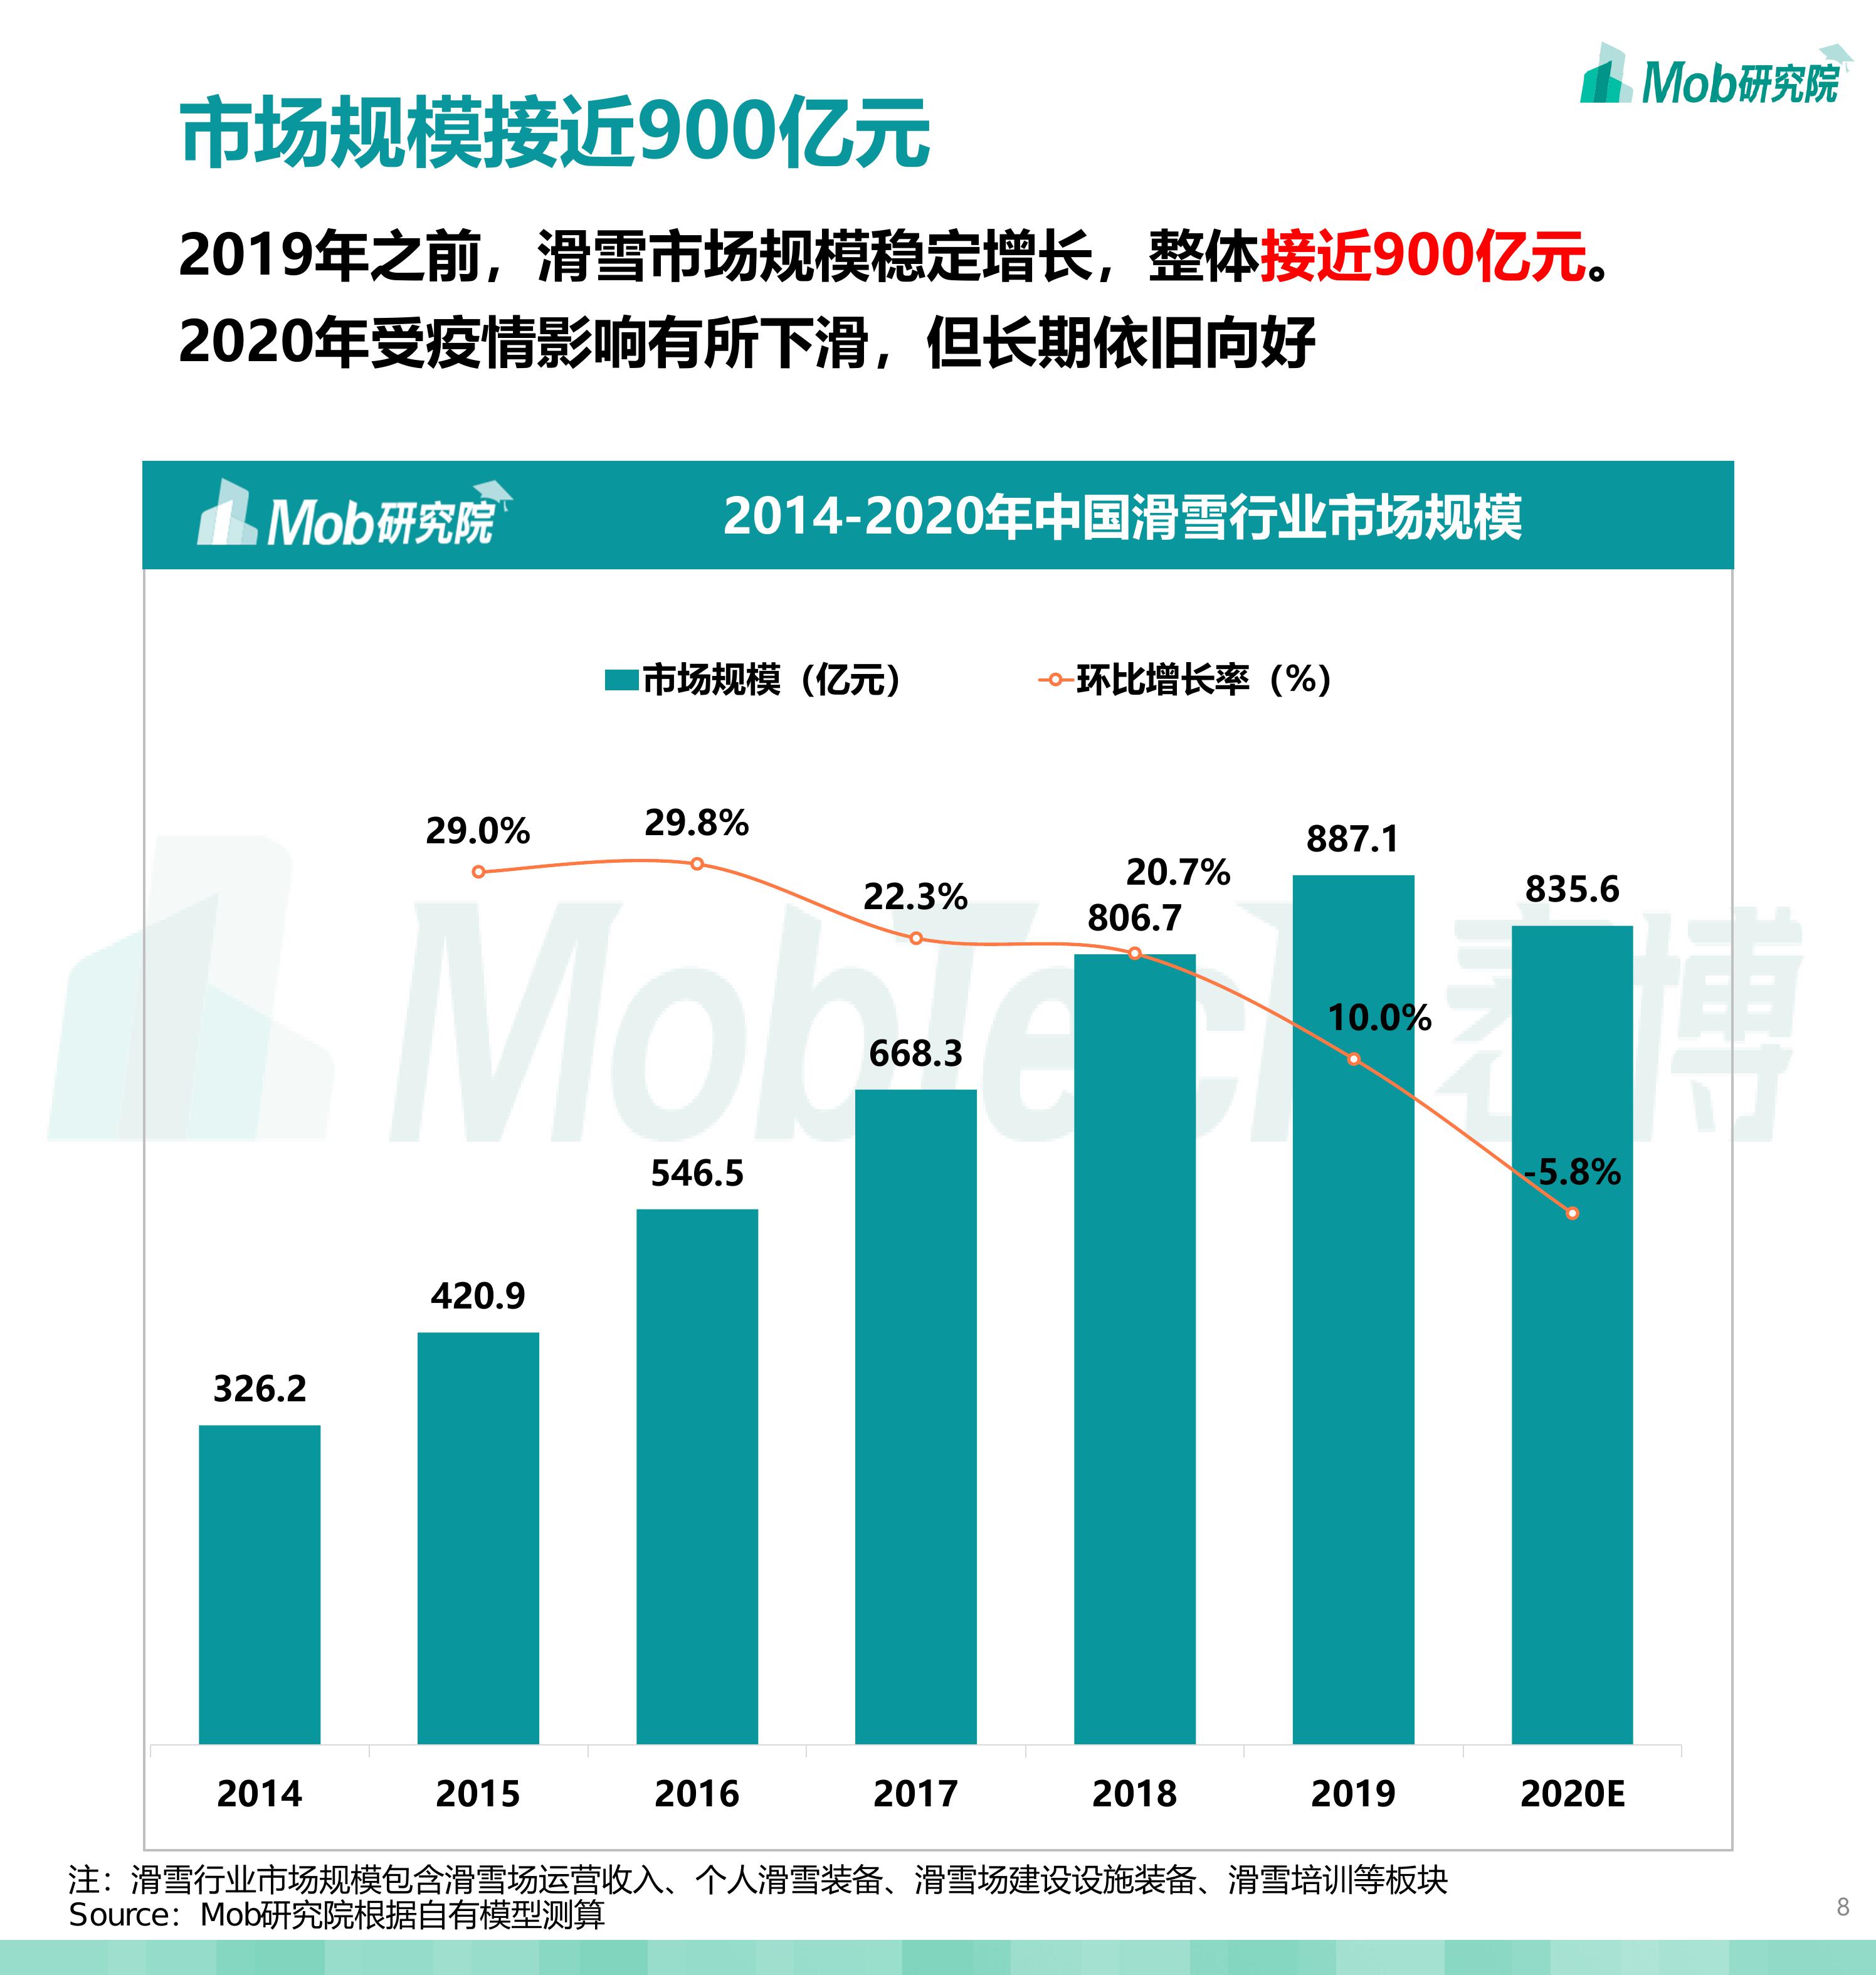 Mob研究院
市场规模接近900亿元
2019年之前，滑雪市场规模稳定增长，整体接近900亿元。
2020年受疫情影响有所下滑，但长期依旧向好
Mob研究院
2014-2020年中国滑雪行业市场规模
市场规模（亿元）
环比增长率（%）
29.0%
29.8%
22.3%
20.7%
10.0%
-5.8%
326.2
420.9
546.5
668.3
806.7
887.1
835.6
MobTech 袤博
2014
2015
2016
2017
2018
2019
2020E
注：滑雪行业市场规模包含滑雪场运营收入、个人滑雪装备、滑雪场建设设施装备、滑雪培训等板块
Source：Mob研究院根据自有模型测算
8